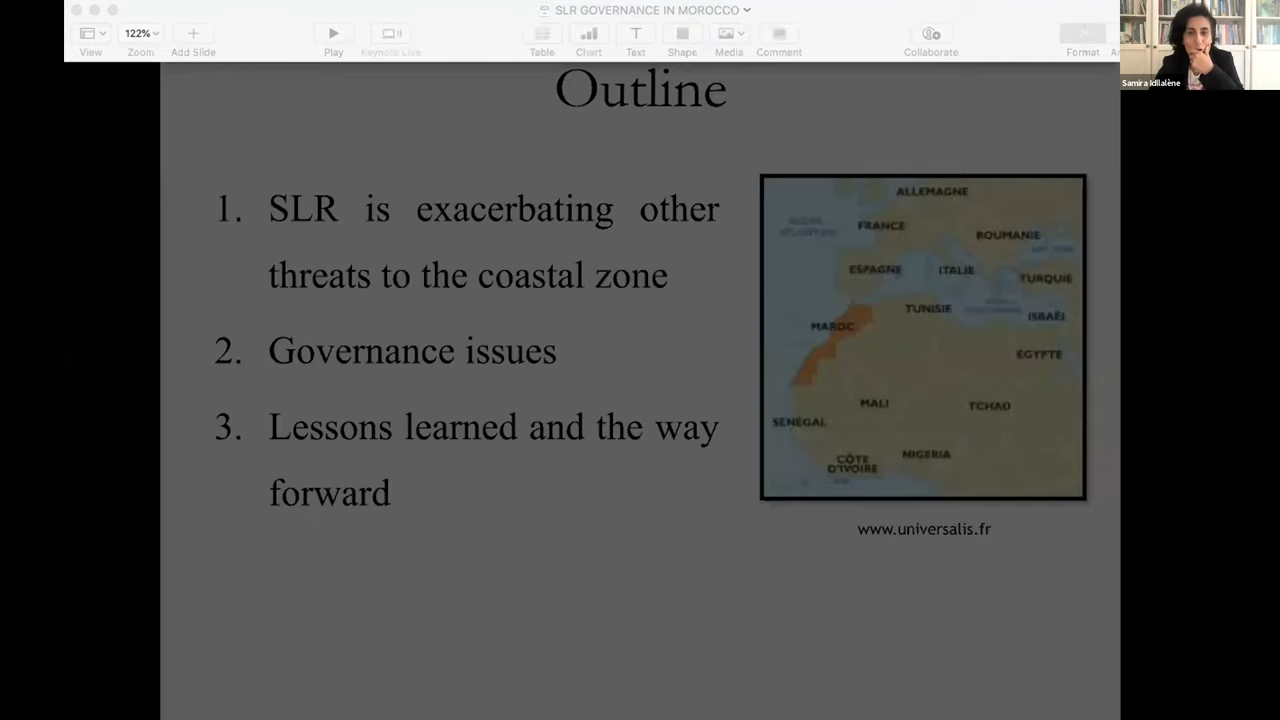 SLR GOVERNANCE IN MOROCCO
122%
View
Zoom
Add Slide
Play
Keynote Live
Table
Chart
Text
Shape
Media
Comment
Collaborate
Format
Samira Idllalène
Outline
1. SLR is exacerbating other
threats to the coastal zone
2. Governance issues
3. Lessons learned and the way
forward
ALLEMAGNE
FRANCE
ROUMANIE
ESPAGNE
ITALIE
TURQUIE
TUNISIE
ISRAËL
MAROC
EGYPTE
MALI
TCHAD
SENÉGAL
CÔTE
D'IVOIRE
NIGERIA
www.universalis.fr